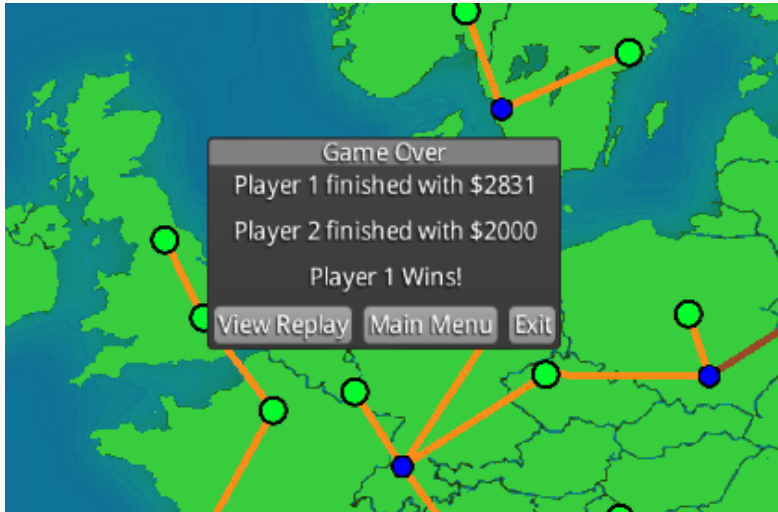 Game Over
Player 1 finished with $2831
Player 2 finished with $2000
Player 1 Wins!
View Replay Main Menu Exit